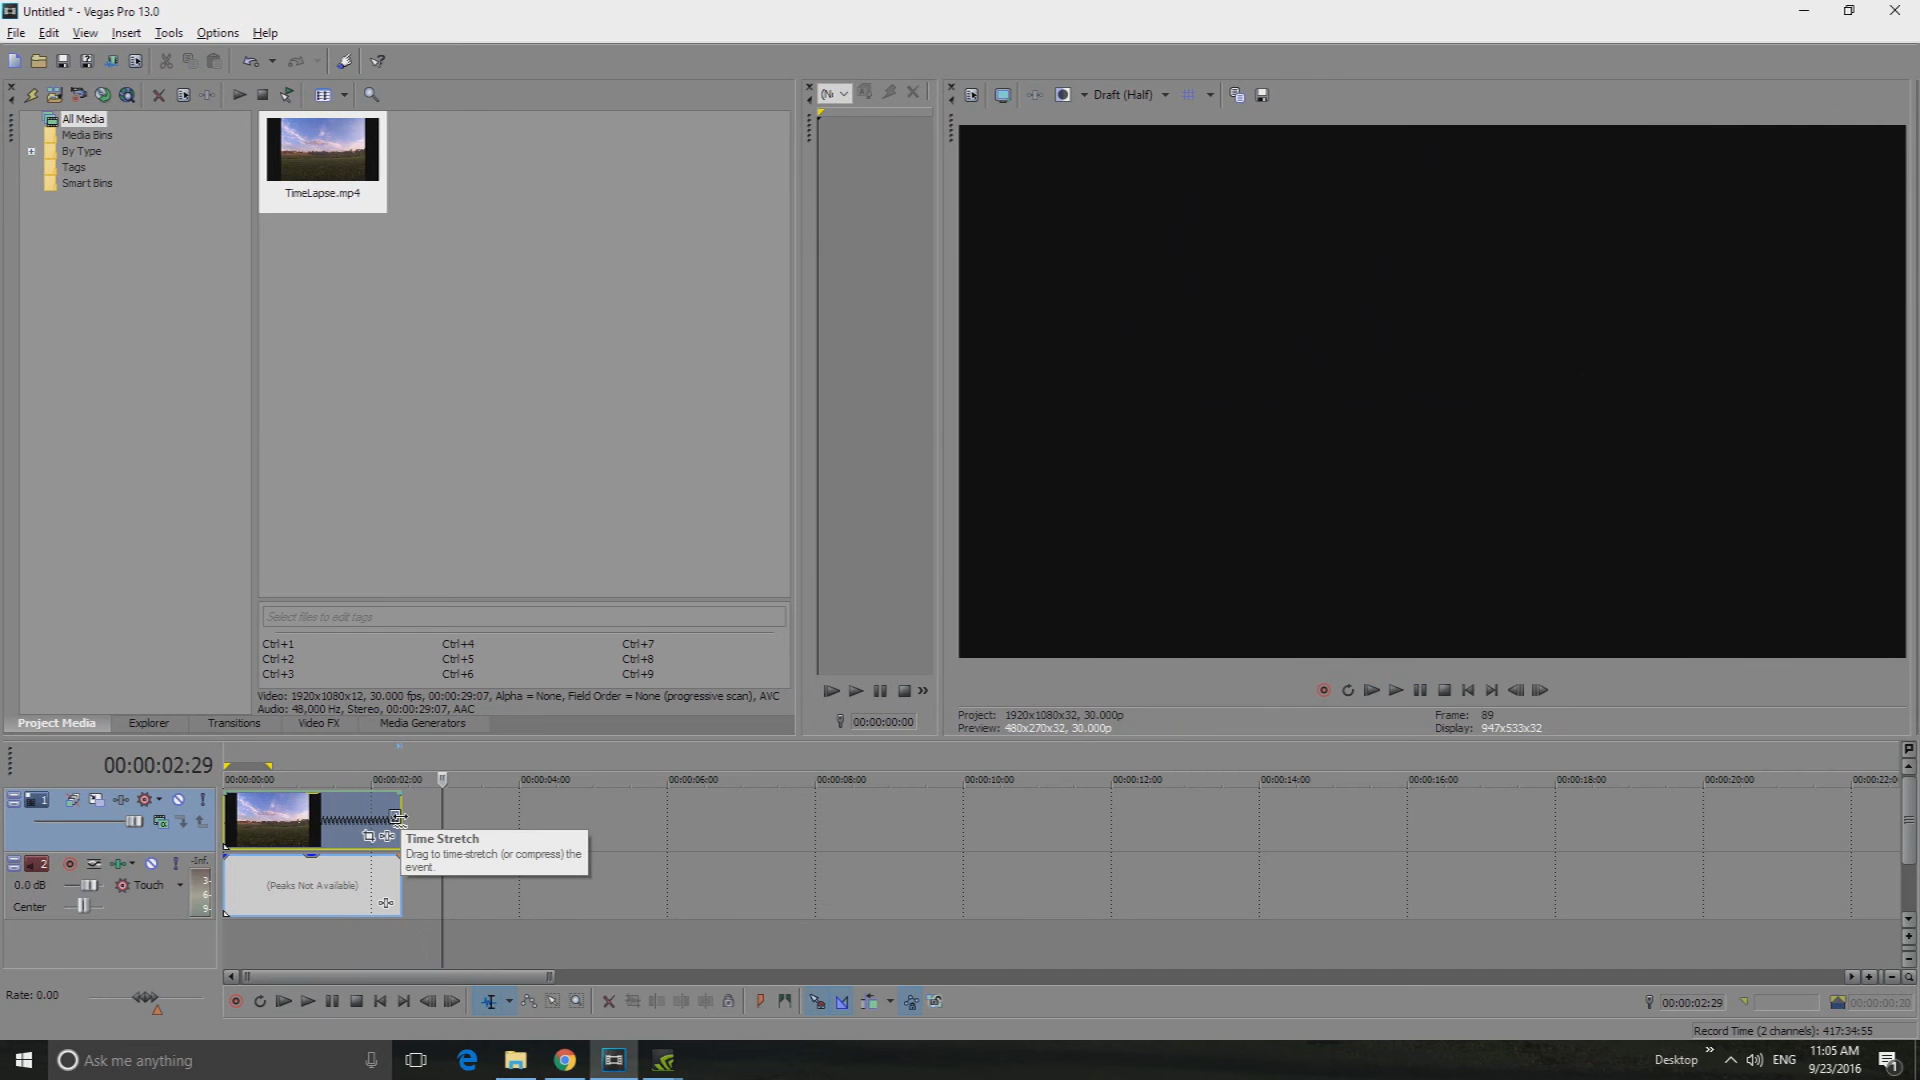 Untitled * - Vegas Pro 13.0
File Edit View Insert Tools Options Help
(N
Draft (Half)
All Media
Media Bins
By Type
Tags
Smart Bins
TimeLapse.mp4
Select files to edit tags
Ctrl+1 Ctrl+4 Ctrl+7
Ctrl+2 Ctrl+5 Ctrl+8
Ctrl+3 Ctrl+6 Ctrl+9
Video: 1920x1080x12, 30.000 fps, 00:00:29:07, Alpha = None, Field Order = None (progressive scan), AVC
Audio: 48,000 Hz, Stereo, 00:00:29:07, AAC
Project Media Explorer Transitions Video FX Media Generators
00:00:00:00
Project: 1920x1080x32, 30.000p
Preview: 480x270x32, 30.000p
Frame: 89
Display: 947x533x32
00:00:02:29
00:00:00:00 00:00:02:00 00:00:04:00 00:00:06:00 00:00:08:00 00:00:10:00 00:00:12:00 00:00:14:00 00:00:16:00 00:00:18:00 00:00:20:00 00:00:22:0
1
Time Stretch
Drag to time-stretch (or compress) the
event.
2
-Inf.
0.0 dB Touch
Center
3-
6-
9-
(Peaks Not Available)
Rate: 0.00
00:00:02:29
00:00:00:20
Record Time (2 channels): 417:34:55
Ask me anything
Desktop
ENG
11:05 AM
9/23/2016
1